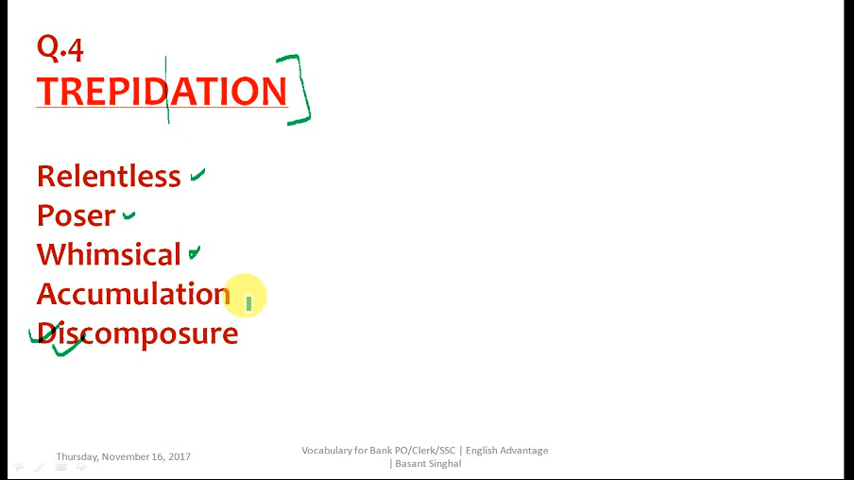 Q.4
TREPIDATION
Relentless
Poser
Whimsical
Accumulation
Discomposure
Thursday, November 16, 2017
Vocabulary for Bank PO/Clerk/SSC | English Advantage
| Basant Singhal